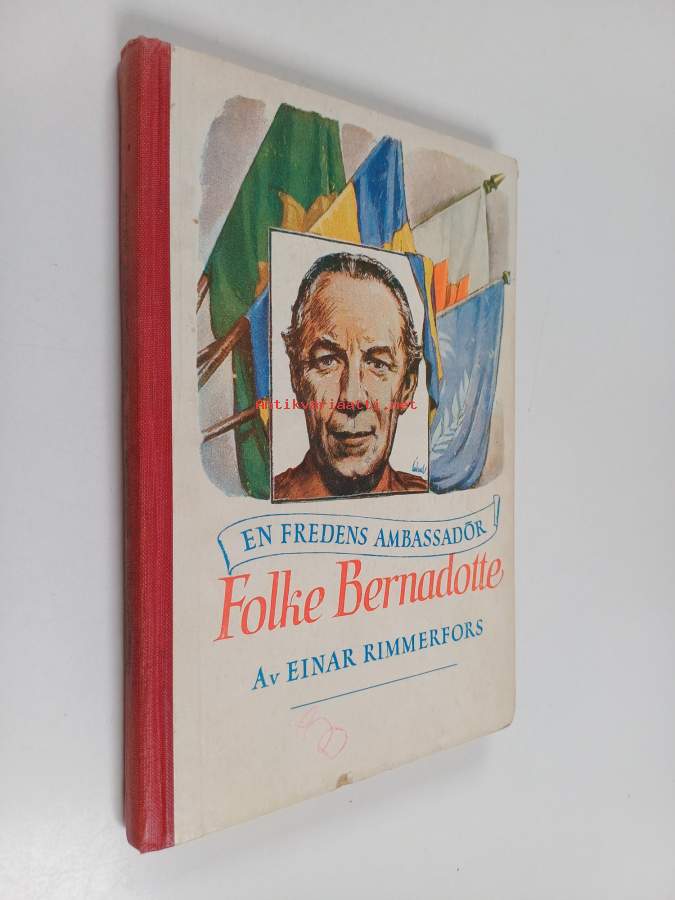 Antikvariaatti.net
EN FREDENS AMBASSADÖR
Folke Bernadotte
Av EINAR RIMMERFORS